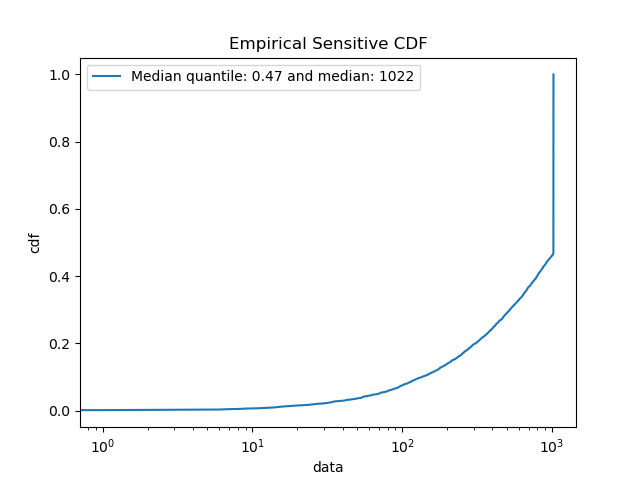 Empirical Sensitive CDF
Median quantile: 0.47 and median: 1022
1.0
0.8
0.6
0.4
0.2
0.0
cdf
10⁰
10¹
10²
10³
data